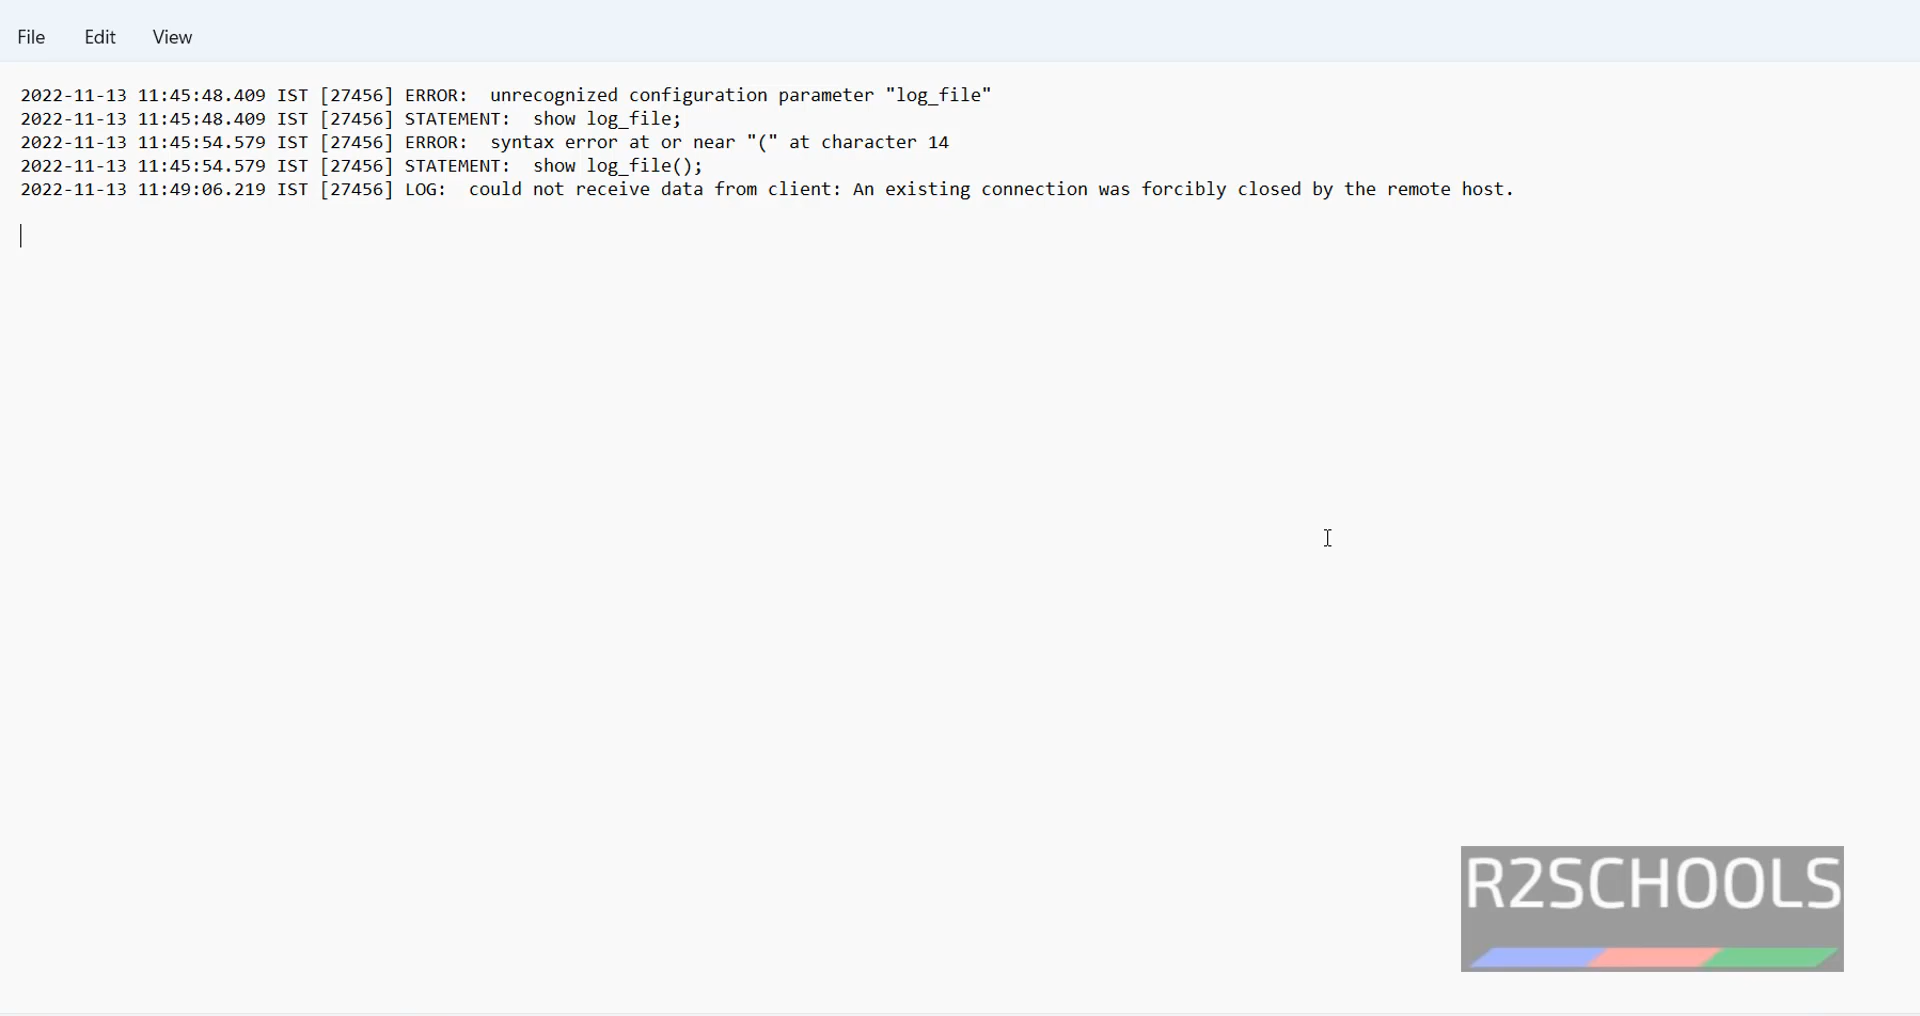 File Edit View
2022-11-13 11:45:48.409 IST [27456] ERROR:  unrecognized configuration parameter "log_file"
2022-11-13 11:45:48.409 IST [27456] STATEMENT:  show log_file;
2022-11-13 11:45:54.579 IST [27456] ERROR:  syntax error at or near "(" at character 14
2022-11-13 11:45:54.579 IST [27456] STATEMENT:  show log_file();
2022-11-13 11:49:06.219 IST [27456] LOG:  could not receive data from client: An existing connection was forcibly closed by the remote host.
R2SCHOOLS